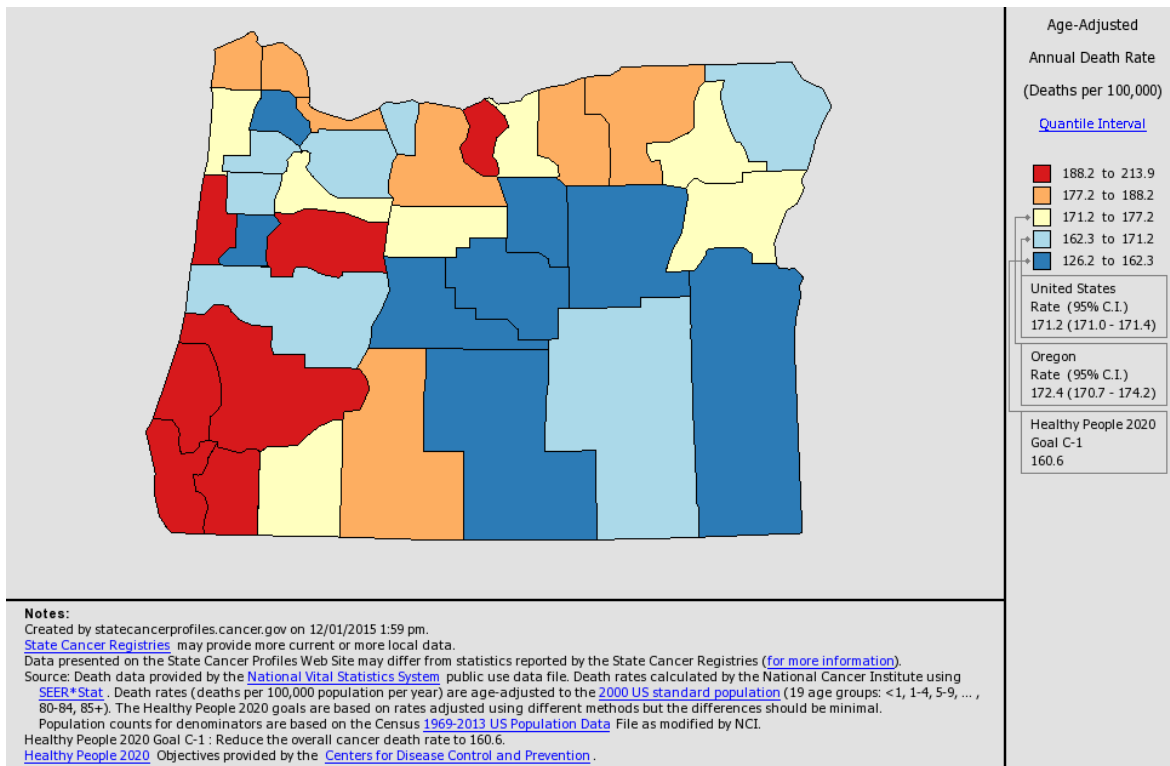 Age-Adjusted
Annual Death Rate
(Deaths per 100,000)
Quantile Interval
188.2 to 213.9
177.2 to 188.2
171.2 to 177.2
162.3 to 171.2
126.2 to 162.3
United States
Rate (95% C.I.)
171.2 (171.0 - 171.4)
Oregon
Rate (95% C.I.)
172.4 (170.7 - 174.2)
Healthy People 2020
Goal C-1
160.6
Notes:
Created by statecancerprofiles.cancer.gov on 12/01/2015 1:59 pm.
State Cancer Registries may provide more current or more local data.
Data presented on the State Cancer Profiles Web Site may differ from statistics reported by the State Cancer Registries (for more information).
Source: Death data provided by the National Vital Statistics System public use data file. Death rates calculated by the National Cancer Institute using
SEER*Stat . Death rates (deaths per 100,000 population per year) are age-adjusted to the 2000 US standard population (19 age groups: <1, 1-4, 5-9, ... ,
80-84, 85+). The Healthy People 2020 goals are based on rates adjusted using different methods but the differences should be minimal.
Population counts for denominators are based on the Census 1969-2013 US Population Data File as modified by NCI.
Healthy People 2020 Goal C-1 : Reduce the overall cancer death rate to 160.6.
Healthy People 2020 Objectives provided by the Centers for Disease Control and Prevention .